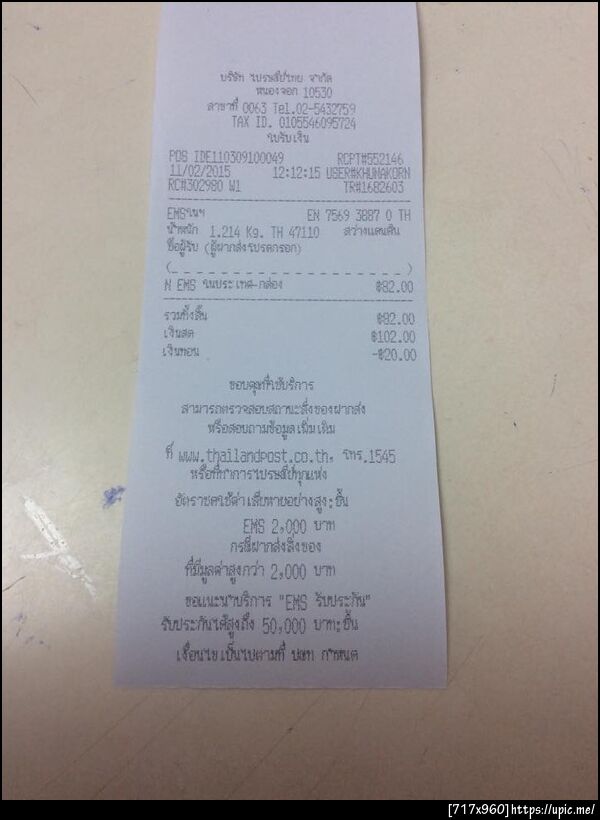 บริษัท ไปรษณีย์ไทย จำกัด
หนองจอก 10530
สาขาที่ 0063 Tel.02-5432759
TAX ID. 0105546095724
ใบรับเงิน
POS IDE110309100049 RCPT#552146
11/02/2015 12:12:15 USER#KHUNAKORN
RC#302980 W1 TR#1682603
EMSในฯ EN 7569 3887 0 TH
น้ำหนัก 1.214 Kg. TH 47110 สว่างแดนดิน
ชื่อผู้รับ (ผู้ฝากส่งโปรดกรอก)
(_ _ _ _ _ _ _ _ _ _ _ _ _ _ _ _ _ _)
N EMS ในประเทศ-กล่อง ฿82.00
รวมทั้งสิ้น ฿82.00
เงินสด ฿102.00
เงินทอน -฿20.00
ขอบคุณที่ใช้บริการ
สามารถตรวจสอบสถานะสิ่งของฝากส่ง
หรือสอบถามข้อมูลเพิ่มเติม
ที่ www.thailandpost.co.th. โทร.1545
หรือที่ทำการไปรษณีย์ทุกแห่ง
อัตราชดใช้ค่าเสียหายอย่างสูง:ชิ้น
EMS 2,000 บาท
กรณีฝากส่งสิ่งของ
ที่มีมูลค่าสูงกว่า 2,000 บาท
ขอแนะนำบริการ "EMS รับประกัน"
รับประกันได้สูงถึง 50,000 บาท:ชิ้น
เงื่อนไขเป็นไปตามที่ ปณท กำหนด
[717x960]https://upic.me/